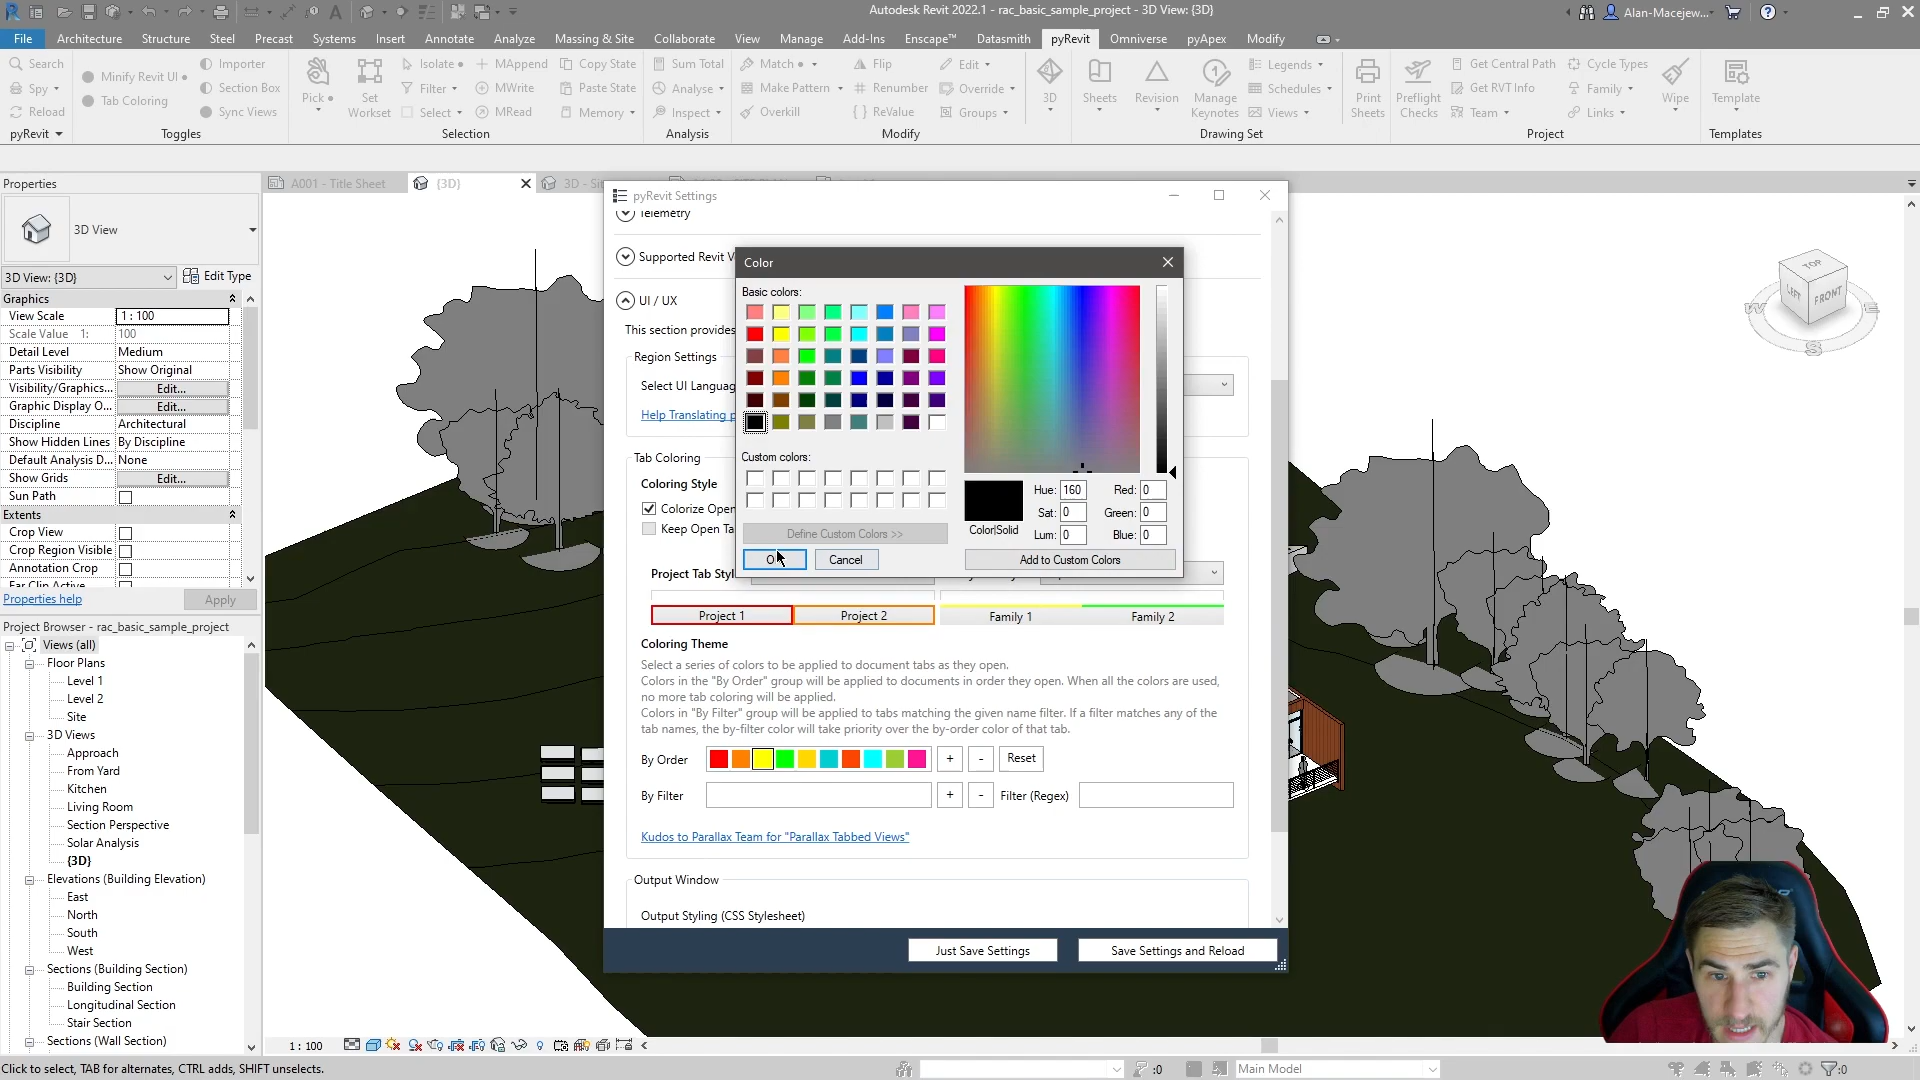 Autodesk Revit 2022.1 - rac_basic_sample_project - 3D View: {3D}
Alan-Macejew...
File Architecture Structure Steel Precast Systems Insert Annotate Analyze Massing & Site Collaborate View Manage Add-Ins Enscape™ Datasmith pyRevit Omniverse pyApex Modify
Search Minify Revit UI Importer Pick Set Workset Isolate MAppend Copy State Sum Total Match Flip Edit 3D Sheets Revision Manage Keynotes Legends Print Sheets Preflight Checks Get Central Path Cycle Types Wipe Template
Spy Tab Coloring Section Box Filter MWrite Paste State Analyse Make Pattern Renumber Override Schedules Get RVT Info Family
Reload Sync Views Select MRead Memory Inspect Overkill ReValue Groups Views Team Links
pyRevit Toggles Selection Analysis Modify Drawing Set Project Templates
Properties
A001 - Title Sheet
{3D}
3D View
3D View: {3D}
Edit Type
Graphics
View Scale 1 : 100
Scale Value 1: 100
Detail Level Medium
Parts Visibility Show Original
Visibility/Graphics... Edit...
Graphic Display O... Edit...
Discipline Architectural
Show Hidden Lines By Discipline
Default Analysis D... None
Show Grids Edit...
Sun Path
Extents
Crop View
Crop Region Visible
Annotation Crop
Far Clip Active
Properties help
Apply
Project Browser - rac_basic_sample_project
Views (all)
Floor Plans
Level 1
Level 2
Site
3D Views
Approach
From Yard
Kitchen
Living Room
Section Perspective
Solar Analysis
{3D}
Elevations (Building Elevation)
East
North
South
West
Sections (Building Section)
Building Section
Longitudinal Section
Stair Section
Sections (Wall Section)
pyRevit Settings
Telemetry
Supported Revit V
UI / UX
This section provides
Region Settings
Select UI Languag
Help Translating p
Tab Coloring
Coloring Style
Colorize Open
Keep Open Ta
Project Tab Styl
Project 1 Project 2 Family 1 Family 2
Coloring Theme
Select a series of colors to be applied to document tabs as they open.
Colors in the "By Order" group will be applied to documents in order they open. When all the colors are used,
no more tab coloring will be applied.
Colors in "By Filter" group will be applied to tabs matching the given name filter. If a filter matches any of the
tab names, the by-filter color will take priority over the by-order color of that tab.
By Order + - Reset
By Filter + - Filter (Regex)
Kudos to Parallax Team for "Parallax Tabbed Views"
Output Window
Output Styling (CSS Stylesheet)
Just Save Settings
Save Settings and Reload
Color
Basic colors:
Custom colors:
Define Custom Colors >>
Cancel
Color|Solid
Hue: 160 Red: 0
Sat: 0 Green: 0
Lum: 0 Blue: 0
Add to Custom Colors
TOP
LEFT FRONT
W S E
1 : 100
Click to select, TAB for alternates, CTRL adds, SHIFT unselects.
:0
Main Model
:0